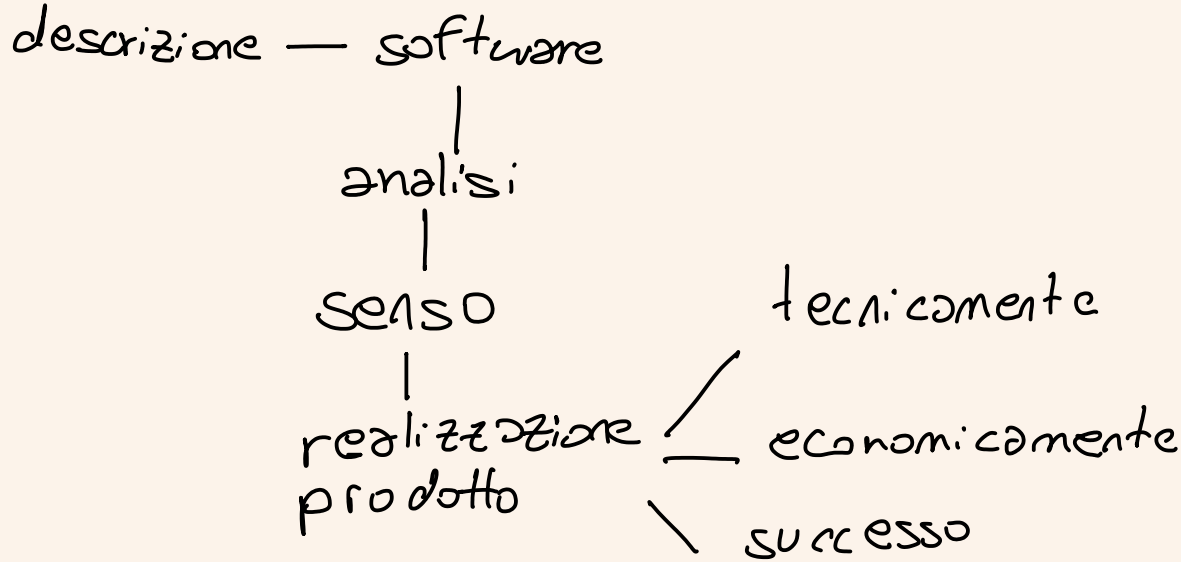 descrizione — software
analisi
senso
tecnicamente
realizzazione
economicamente
prodotto
successo